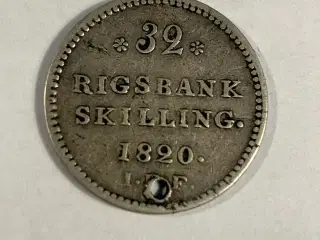 * 32 *
RIGSBANK
SKILLING.
1820.
I. F.